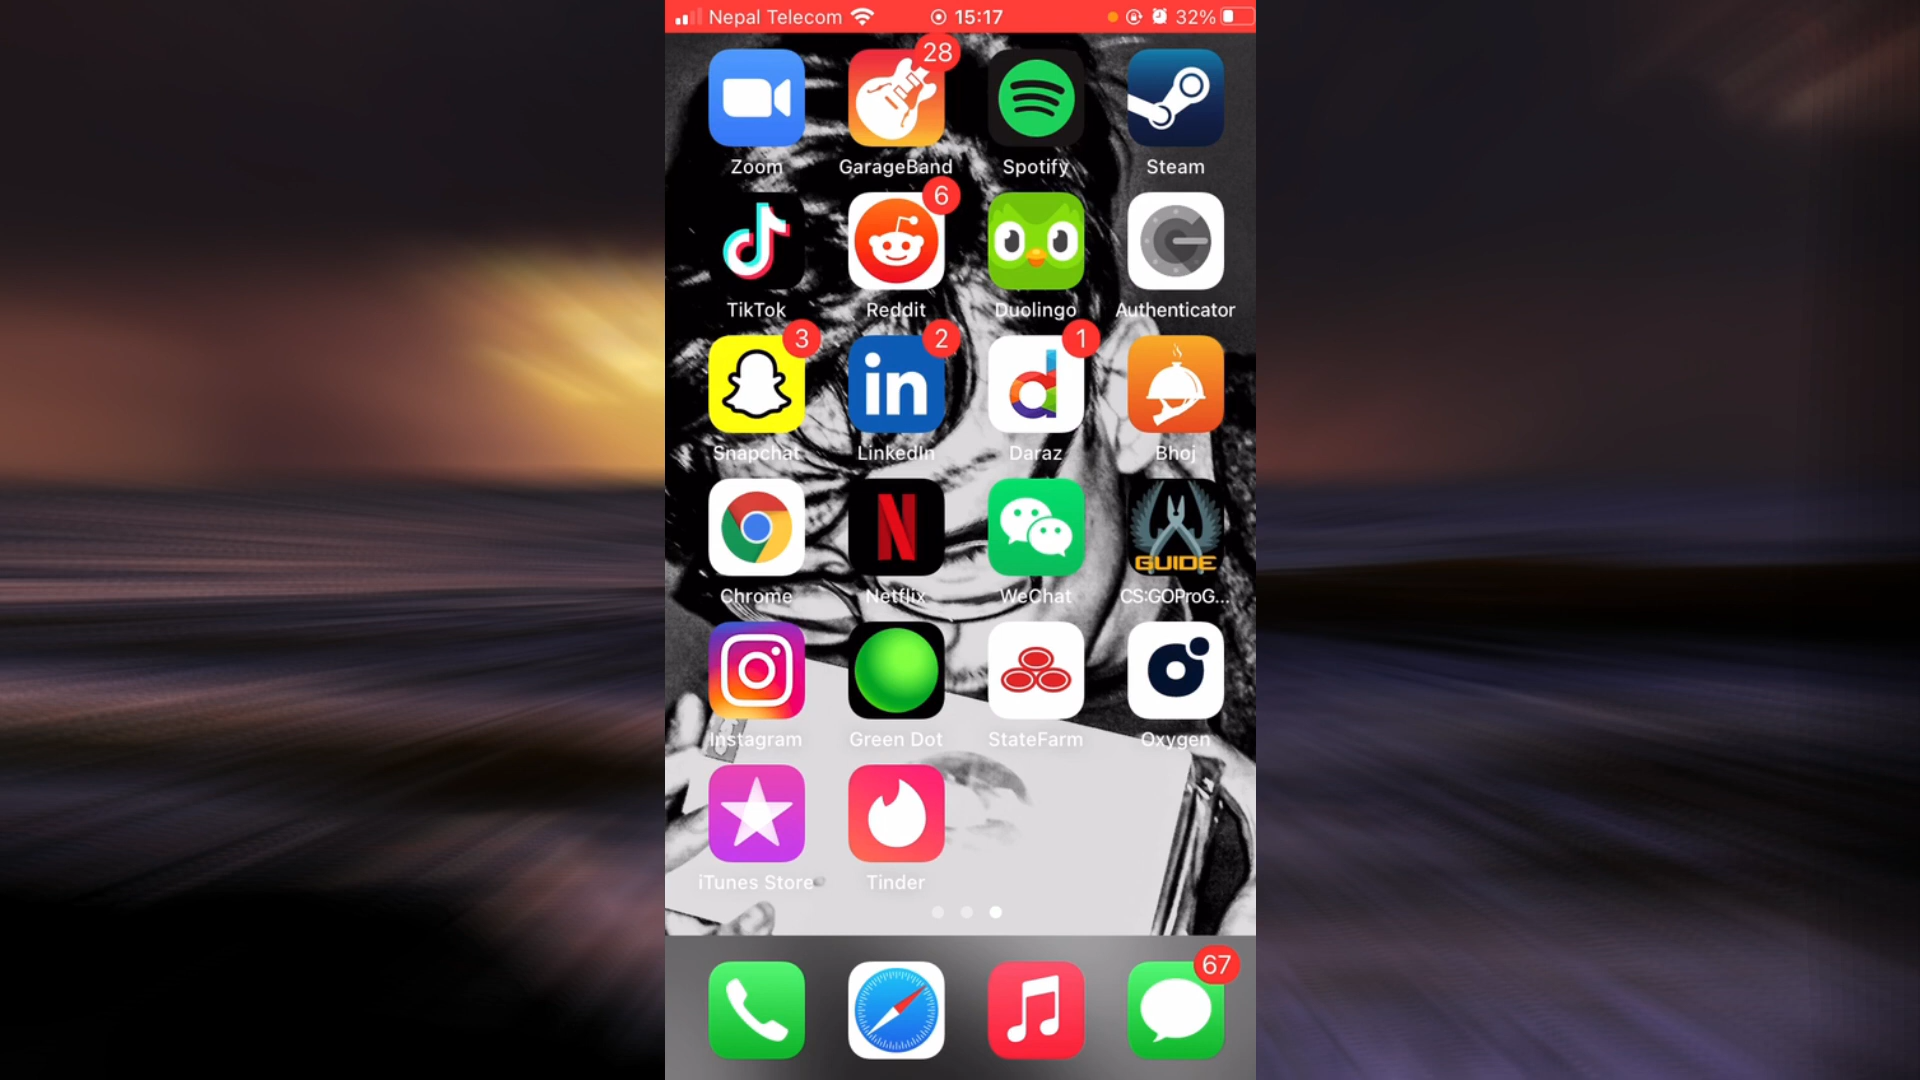 Nepal Telecom 15:17 32%
28
Zoom GarageBand Spotify Steam
6
TikTok Reddit Duolingo Authenticator
3 2 1
in
Snapchat LinkedIn Daraz Bhoj
GUIDE
Chrome Netflix WeChat CS:GOProG...
Instagram Green Dot StateFarm Oxygen
iTunes Store Tinder
67